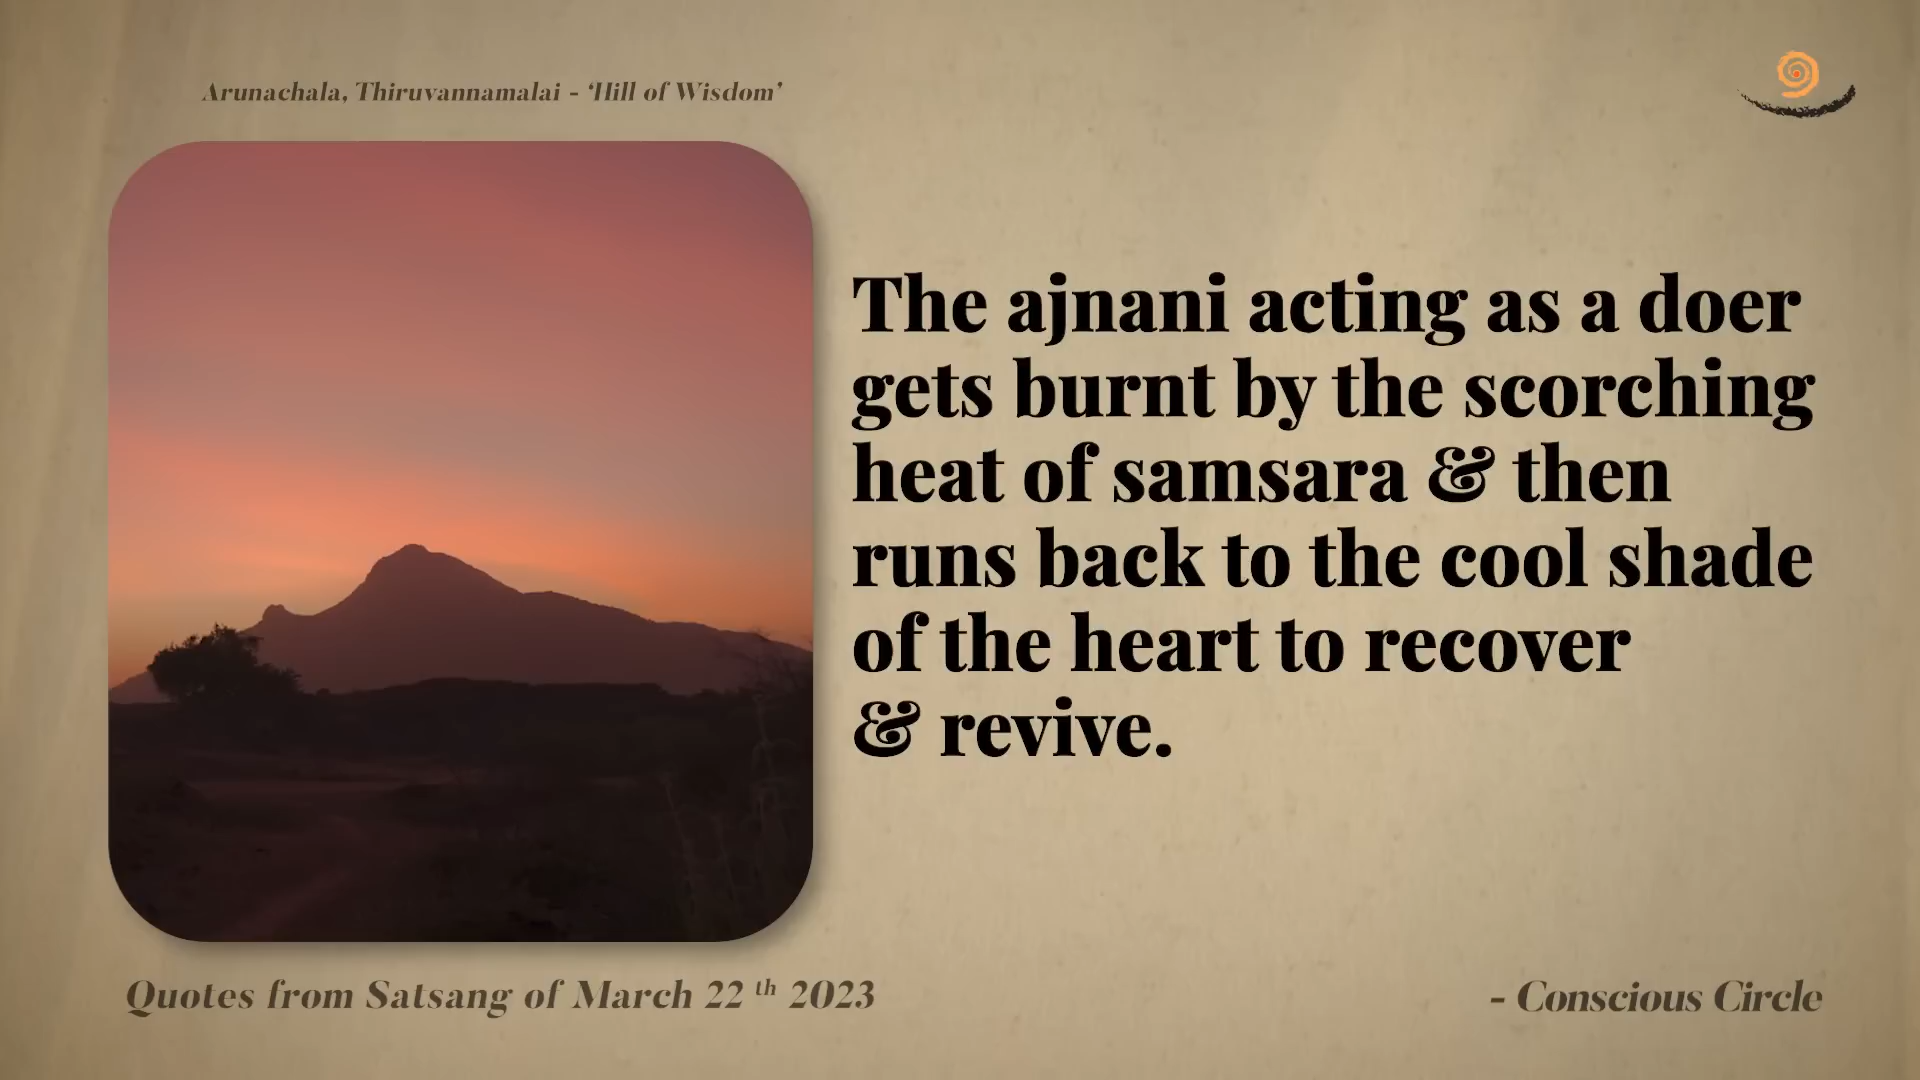 Arunachala, Thiruvannamalai - ‘Hill of Wisdom’
The ajnani acting as a doer
gets burnt by the scorching
heat of samsara & then
runs back to the cool shade
of the heart to recover
& revive.
Quotes from Satsang of March 22 th 2023
- Conscious Circle